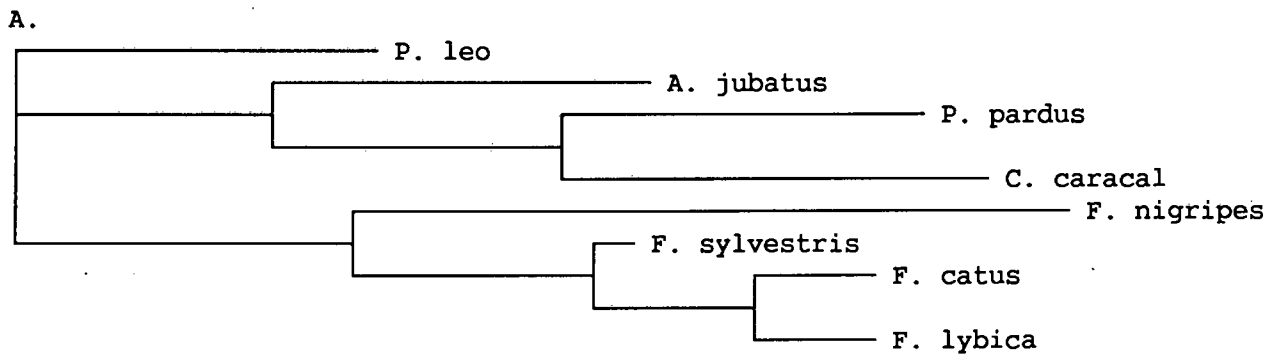 A.
P. leo
A. jubatus
P. pardus
C. caracal
F. nigripes
F. sylvestris
F. catus
F. lybica